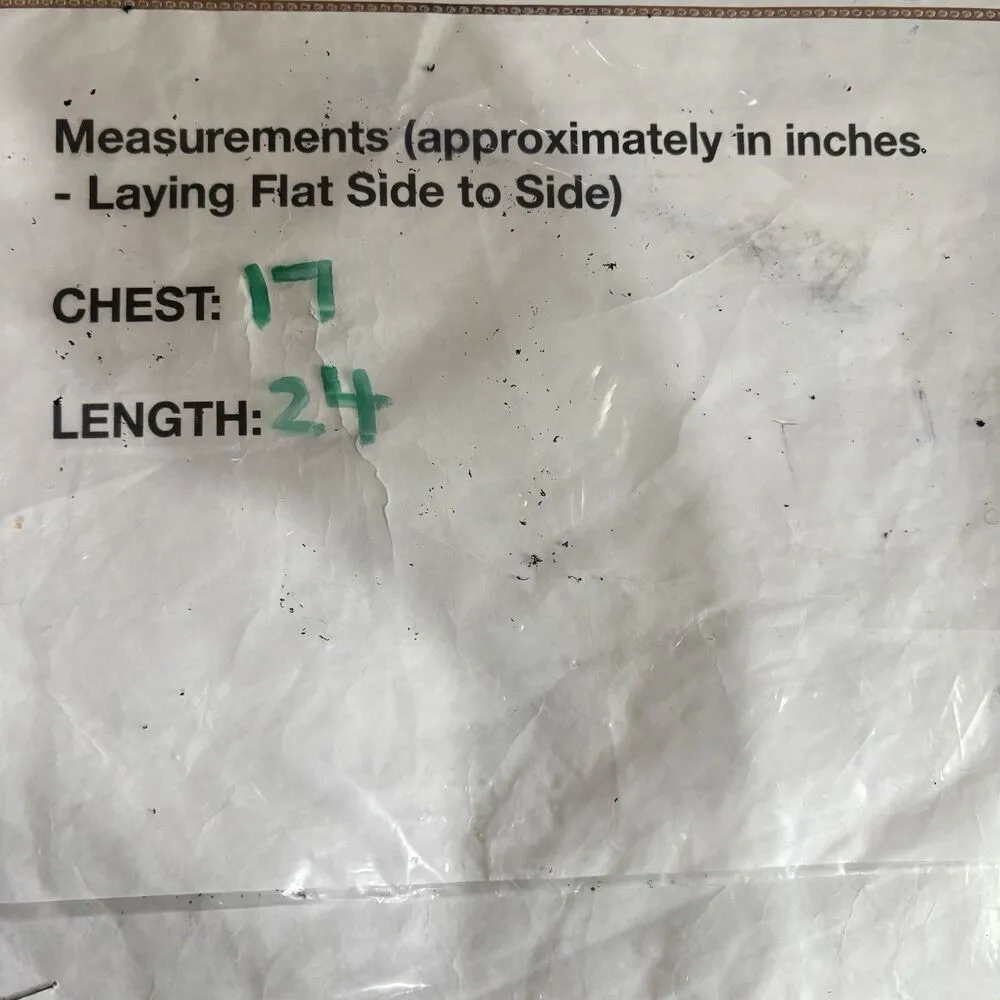 Measurements (approximately in inches.
- Laying Flat Side to Side)
CHEST: 17
LENGTH: 24